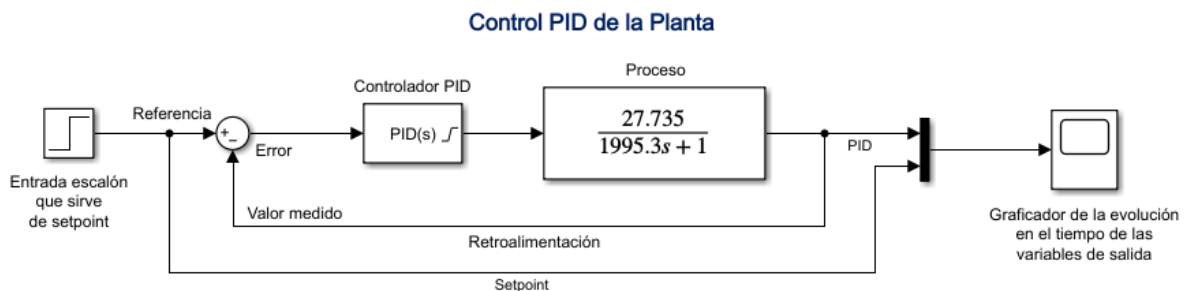 Control PID de la Planta
Proceso
Controlador PID
Referencia
+
−
Error
PID(s)
27.735
1995.3s + 1
PID
Entrada escalón
que sirve
de setpoint
Valor medido
Retroalimentación
Setpoint
Graficador de la evolución
en el tiempo de las
variables de salida